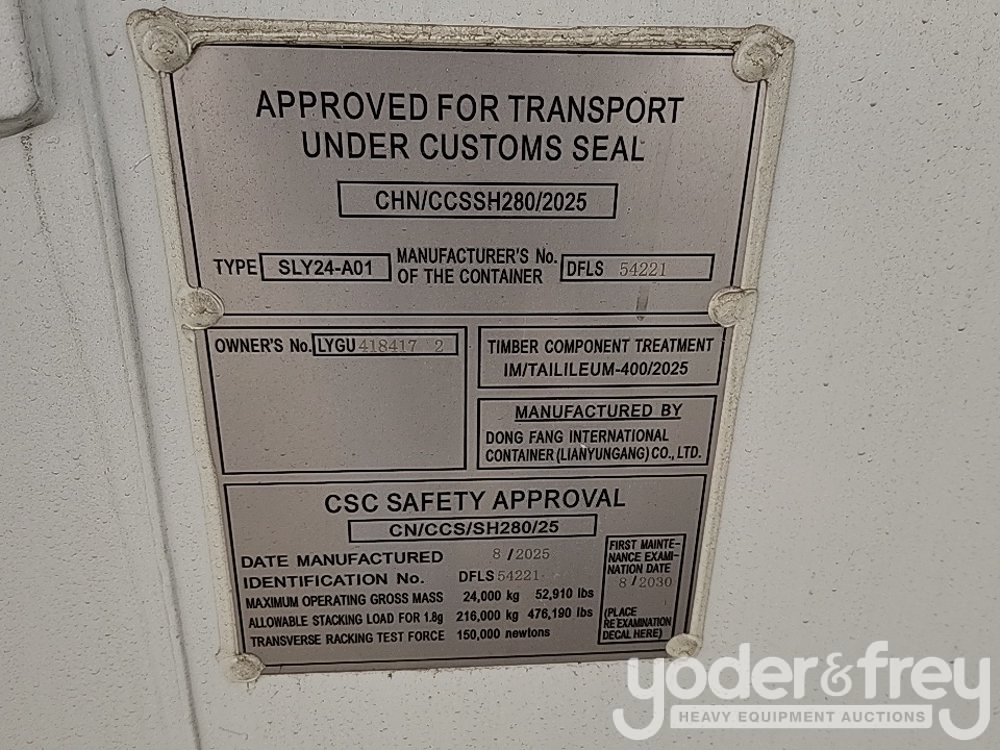 APPROVED FOR TRANSPORT
UNDER CUSTOMS SEAL
CHN/CCSSH280/2025
TYPE SLY24-A01
MANUFACTURER'S No.
OF THE CONTAINER
DFLS 54221
OWNER'S No. LYGU 418417 2
TIMBER COMPONENT TREATMENT
IM/TAILILEUM-400/2025
MANUFACTURED BY
DONG FANG INTERNATIONAL
CONTAINER (LIANYUNGANG) CO., LTD.
CSC SAFETY APPROVAL
CN/CCS/SH280/25
DATE MANUFACTURED 8 / 2025
IDENTIFICATION No. DFLS 54221
MAXIMUM OPERATING GROSS MASS 24,000 kg 52,910 lbs
ALLOWABLE STACKING LOAD FOR 1.8g 216,000 kg 476,190 lbs
TRANSVERSE RACKING TEST FORCE 150,000 newtons
FIRST MAINTE-
NANCE EXAMI-
NATION DATE
8 / 2030
(PLACE
RE EXAMINATION
DECAL HERE)
yoder&frey
HEAVY EQUIPMENT AUCTIONS